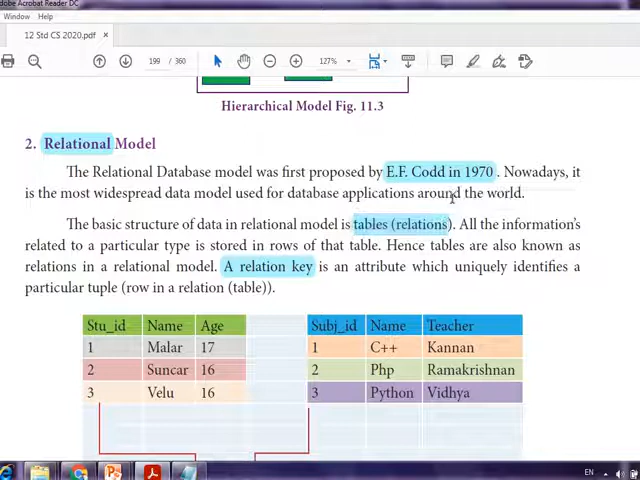 dobe Acrobat Reader DC
Window Help
12 Std CS 2020.pdf ×
199 / 360 127%
Hierarchical Model Fig. 11.3
2. Relational Model
The Relational Database model was first proposed by E.F. Codd in 1970 . Nowadays, it
is the most widespread data model used for database applications around the world.
The basic structure of data in relational model is tables (relations). All the information's
related to a particular type is stored in rows of that table. Hence tables are also known as
relations in a relational model. A relation key is an attribute which uniquely identifies a
particular tuple (row in a relation (table)).
Stu_id Name Age Subj_id Name Teacher
1 Malar 17 1 C++ Kannan
2 Suncar 16 2 Php Ramakrishnan
3 Velu 16 3 Python Vidhya
EN